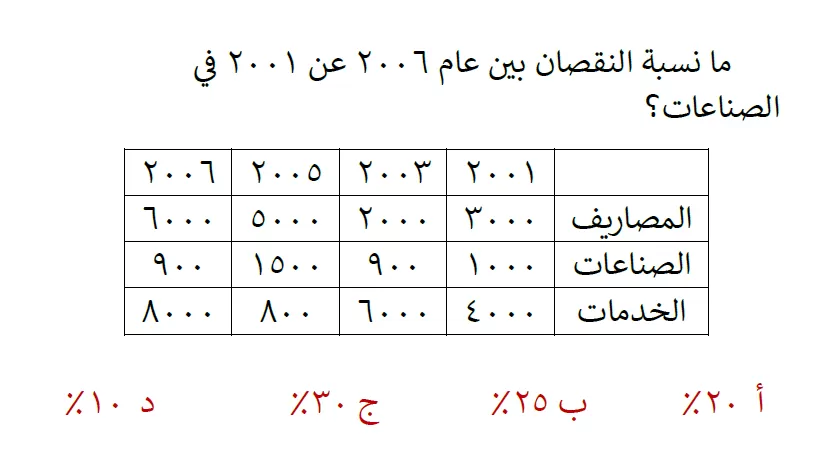 ما نسبة النقصان بين عام ٢٠٠٦ عن ٢٠٠١ في
الصناعات؟
٢٠٠١ ٢٠٠٣ ٢٠٠٥ ٢٠٠٦
المصاريف ٣٠٠٠ ٢٠٠٠ ٥٠٠٠ ٦٠٠٠
الصناعات ١٠٠٠ ٩٠٠ ١٥٠٠ ٩٠٠
الخدمات ٤٠٠٠ ٦٠٠٠ ٨٠٠ ٨٠٠٠
أ ٢٠٪ ب ٢٥٪ ج ٣٠٪ د ١٠٪